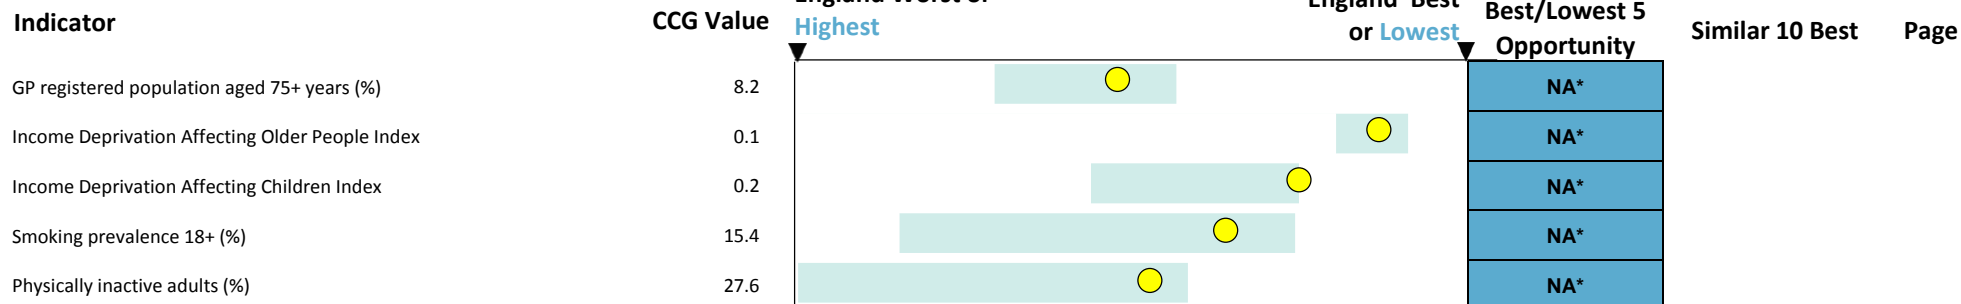 Indicator
CCG Value
Highest
or Lowest
Best/Lowest 5
Opportunity
Similar 10 Best
Page
GP registered population aged 75+ years (%) 8.2 NA*
Income Deprivation Affecting Older People Index 0.1 NA*
Income Deprivation Affecting Children Index 0.2 NA*
Smoking prevalence 18+ (%) 15.4 NA*
Physically inactive adults (%) 27.6 NA*